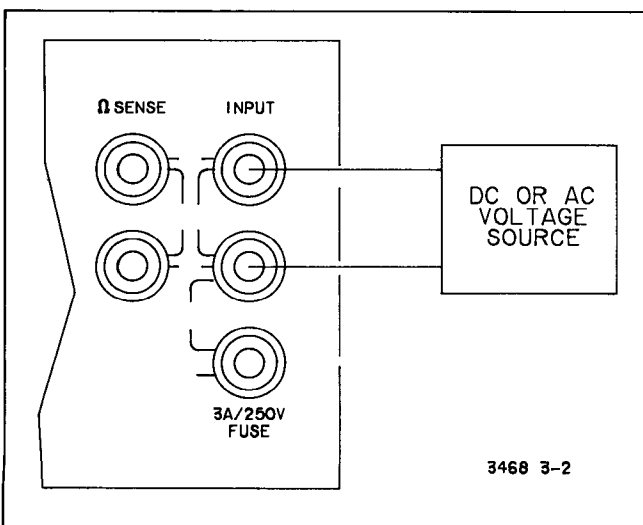 Ω SENSE INPUT
DC OR AC
VOLTAGE
SOURCE
3A/250V
FUSE
3468 3-2